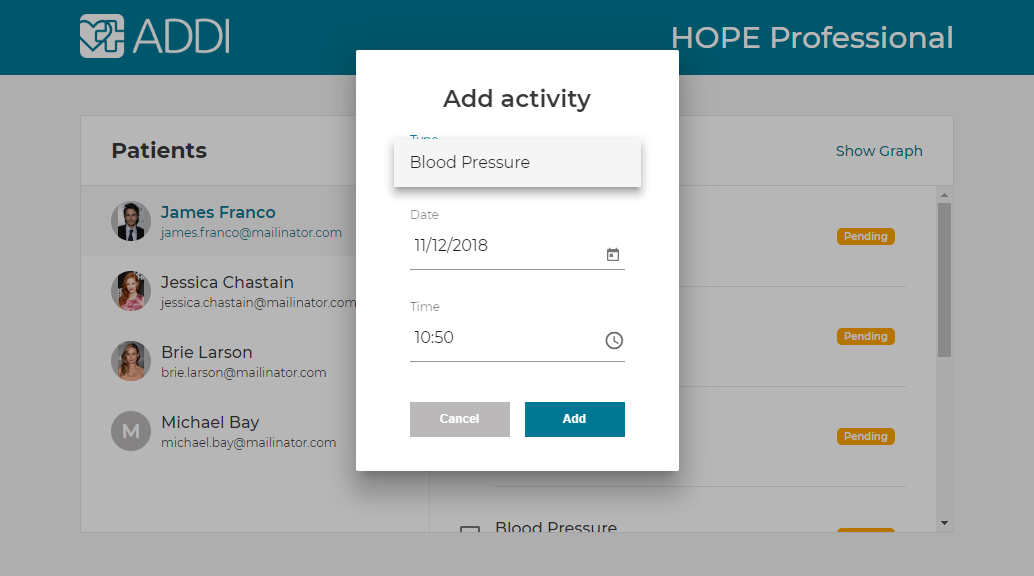 ADDI
HOPE Professional
Add activity
Type
Blood Pressure
Date
11/12/2018
Time
10:50
Cancel
Add
Patients
Show Graph
James Franco
james.franco@mailinator.com
Jessica Chastain
jessica.chastain@mailinator.com
Brie Larson
brie.larson@mailinator.com
M
Michael Bay
michael.bay@mailinator.com
Pending
Pending
Pending
Blood Pressure